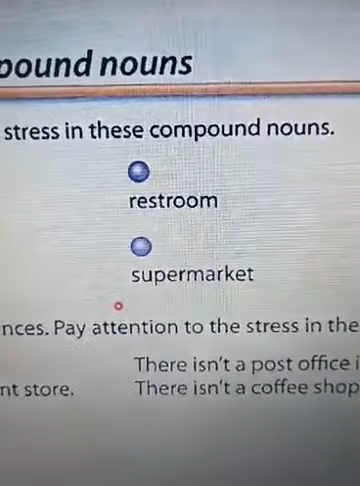 pound nouns
stress in these compound nouns.
restroom
supermarket
nces. Pay attention to the stress in the
There isn't a post office i
nt store. There isn't a coffee shop